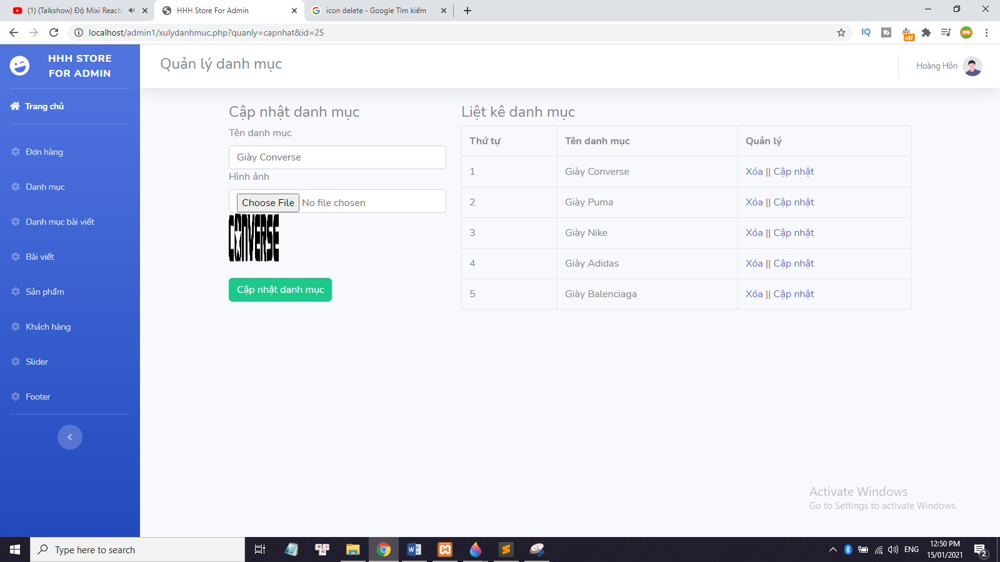 (1) (Talkshow) Độ Mixi Reacti
HHH Store For Admin
icon delete - Google Tìm kiếm
localhost/admin1/xulydanhmuc.php?quanly=capnhat&id=25
IQ
tb
off
HHH STORE
FOR ADMIN
Trang chủ
Đơn hàng
Danh mục
Danh mục bài viết
Bài viết
Sản phẩm
Khách hàng
Slider
Footer
Quản lý danh mục
Hoàng Hôn
Cập nhật danh mục
Tên danh mục
Giày Converse
Hình ảnh
Choose File No file chosen
CONVERSE
Cập nhật danh mục
Liệt kê danh mục
Thứ tự Tên danh mục Quản lý
1 Giày Converse Xóa || Cập nhật
2 Giày Puma Xóa || Cập nhật
3 Giày Nike Xóa || Cập nhật
4 Giày Adidas Xóa || Cập nhật
5 Giày Balenciaga Xóa || Cập nhật
Activate Windows
Go to Settings to activate Windows.
Type here to search
ENG
12:50 PM
15/01/2021
2